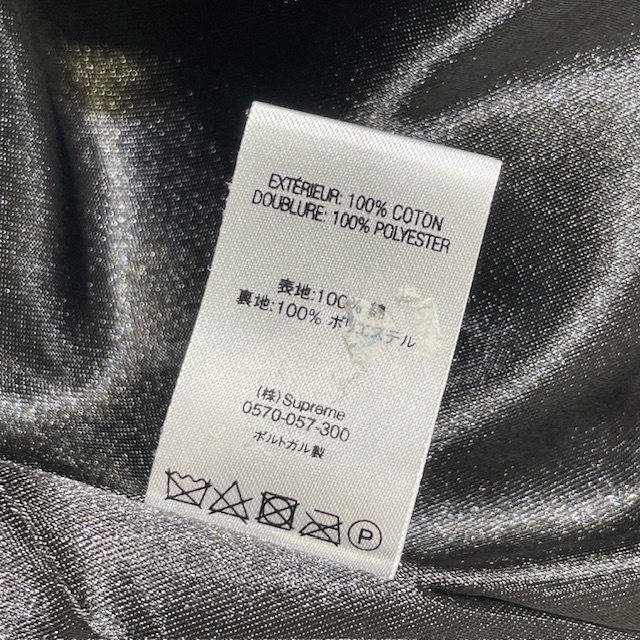 EXTÉRIEUR: 100% COTON
DOUBLURE: 100% POLYESTER
表地:100% 綿
裏地:100% ポリエステル
(株)Supreme
0570-057-300
ポルトガル製
P